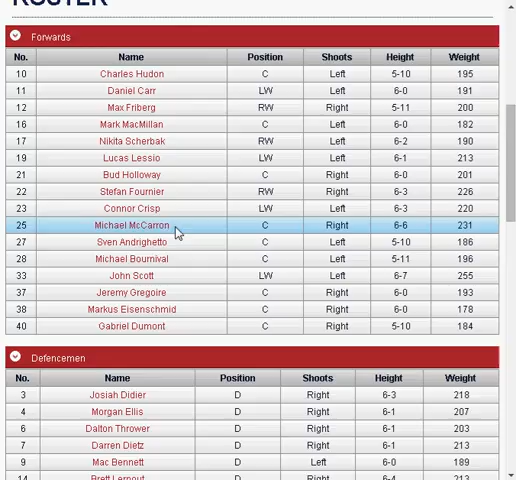 ROSTER
Forwards
No. Name Position Shoots Height Weight
10 Charles Hudon C Left 5-10 195
11 Daniel Carr LW Left 6-0 191
12 Max Friberg RW Right 5-11 200
16 Mark MacMillan C Left 6-0 182
17 Nikita Scherbak RW Left 6-2 190
19 Lucas Lessio LW Left 6-1 213
21 Bud Holloway C Right 6-0 201
22 Stefan Fournier RW Right 6-3 226
23 Connor Crisp LW Left 6-3 220
25 Michael McCarron C Right 6-6 231
27 Sven Andrighetto C Left 5-10 186
28 Michael Bournival C Left 5-11 196
33 John Scott LW Left 6-7 255
37 Jeremy Gregoire C Right 6-0 193
38 Markus Eisenschmid C Right 6-0 178
40 Gabriel Dumont C Right 5-10 184
Defencemen
No. Name Position Shoots Height Weight
3 Josiah Didier D Right 6-3 218
4 Morgan Ellis D Right 6-1 207
6 Dalton Thrower D Right 6-1 203
7 Darren Dietz D Right 6-1 213
9 Mac Bennett D Left 6-0 189
14 Brett Lernout D Right 6-4 213